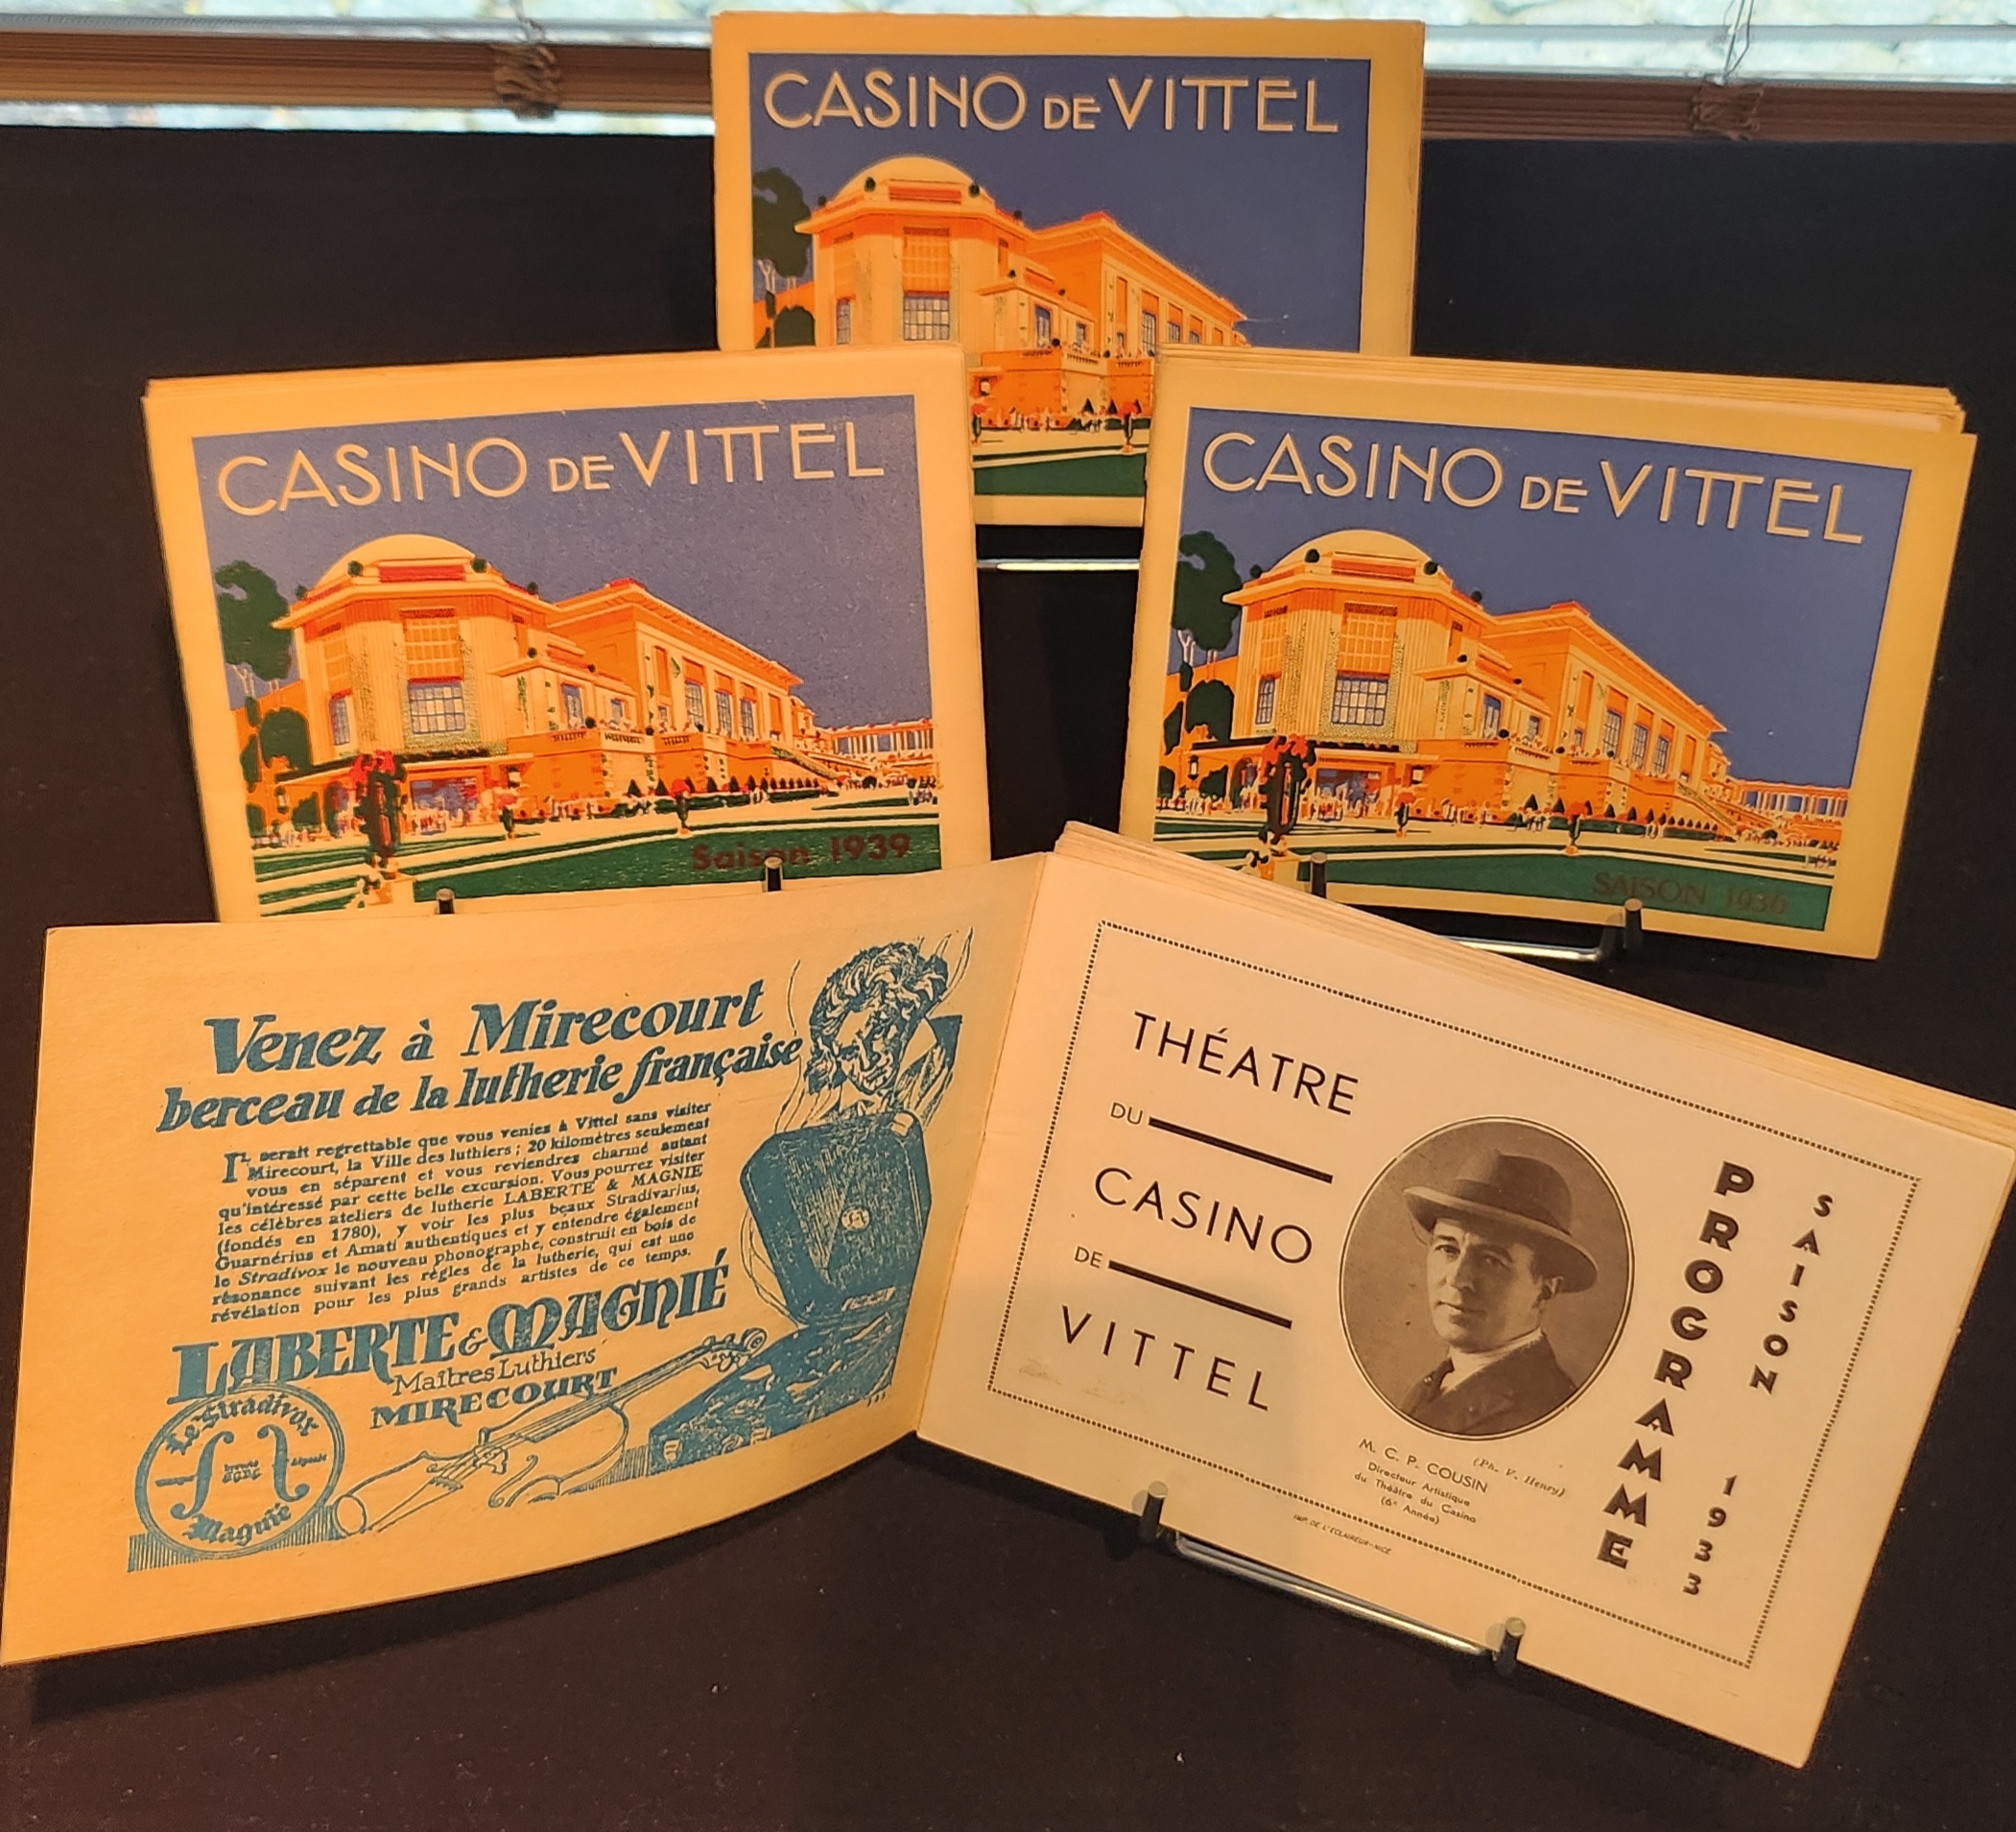 CASINO DE VITTEL
CASINO DE VITTEL
Saison 1939
CASINO DE VITTEL
SAISON 1936
Venez à Mirecourt
berceau de la lutherie française
IL serait regrettable que vous veniez à Vittel sans visiter
Mirecourt, la Ville des luthiers ; 20 kilomètres seulement
vous en séparent et vous reviendrez charmé autant
qu'intéressé par cette belle excursion. Vous pourrez visiter
les célèbres ateliers de lutherie LABERTE & MAGNIE
(fondés en 1780), y voir les plus beaux Stradivarius,
Guarnérius et Amati authentiques et y entendre également
le Stradivox le nouveau phonographe, construit en bois de
résonance suivant les règles de la lutherie, qui est une
révélation pour les plus grands artistes de ce temps.
LABERTE & MAGNIÉ
Maîtres Luthiers
MIRECOURT
Le Stradivox
Magnié
THÉATRE
DU
CASINO
DE
VITTEL
(Ph. V. Henry)
M. C. P. COUSIN
Directeur Artistique
du Théâtre du Casino
(6e Année)
PROGRAMME
SAISON 1933
IMP. DE L'ECLAIREUR-NICE